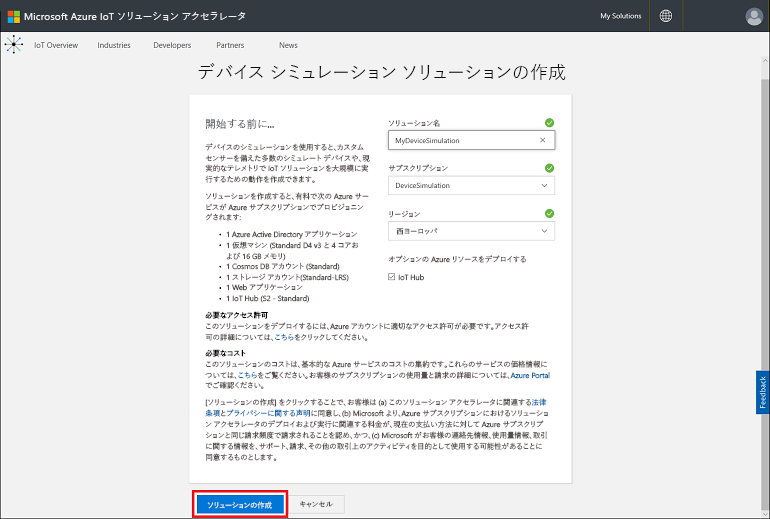 Microsoft Azure IoT ソリューション アクセラレータ
My Solutions
IoT Overview
Industries
Developers
Partners
News
デバイス シミュレーション ソリューションの作成
開始する前に...
デバイスのシミュレーションを使用すると、カスタム
センサーを備えた多数のシミュレート デバイスや、現
実的なテレメトリで IoT ソリューションを大規模に実
行するための動作を作成できます。
ソリューションを作成すると、有料で次の Azure サー
ビスが Azure サブスクリプションでプロビジョニン
グされます:
• 1 Azure Active Directory アプリケーション
• 1 仮想マシン (Standard D4 v3 と 4 コアお
よび 16 GB メモリ)
• 1 Cosmos DB アカウント (Standard)
• 1 ストレージ アカウント(Standard-LRS)
• 1 Web アプリケーション
• 1 IoT Hub (S2 - Standard)
ソリューション名
MyDeviceSimulation
サブスクリプション
DeviceSimulation
リージョン
西ヨーロッパ
オプションの Azure リソースをデプロイする
IoT Hub
必要なアクセス許可
このソリューションをデプロイするには、Azure アカウントに適切なアクセス許可が必要です。アクセス許
可の詳細については、こちらをクリックしてください。
必要なコスト
このソリューションのコストは、基本的な Azure サービスのコストの集約です。これらのサービスの価格情報に
ついては、こちらをご覧ください。お客様のサブスクリプションの使用量と請求の詳細については、Azure Portal
でご確認ください。
[ソリューションの作成] をクリックすることで、お客様は (a) このソリューション アクセラレータに関連する法律
条項とプライバシーに関する声明に同意し、(b) Microsoft より、Azure サブスクリプションにおけるソリューショ
ン アクセラレータのデプロイおよび実行に関連する料金が、現在の支払い方法に対して Azure サブスクリプ
ションと同じ請求頻度で請求されることを認め、かつ、(c) Microsoft がお客様の連絡先情報、使用量情報、取引
に関する情報を、サポート、請求、その他の取引上のアクティビティを目的として使用する可能性があることに
同意するものとします。
ソリューションの作成
キャンセル
Feedback